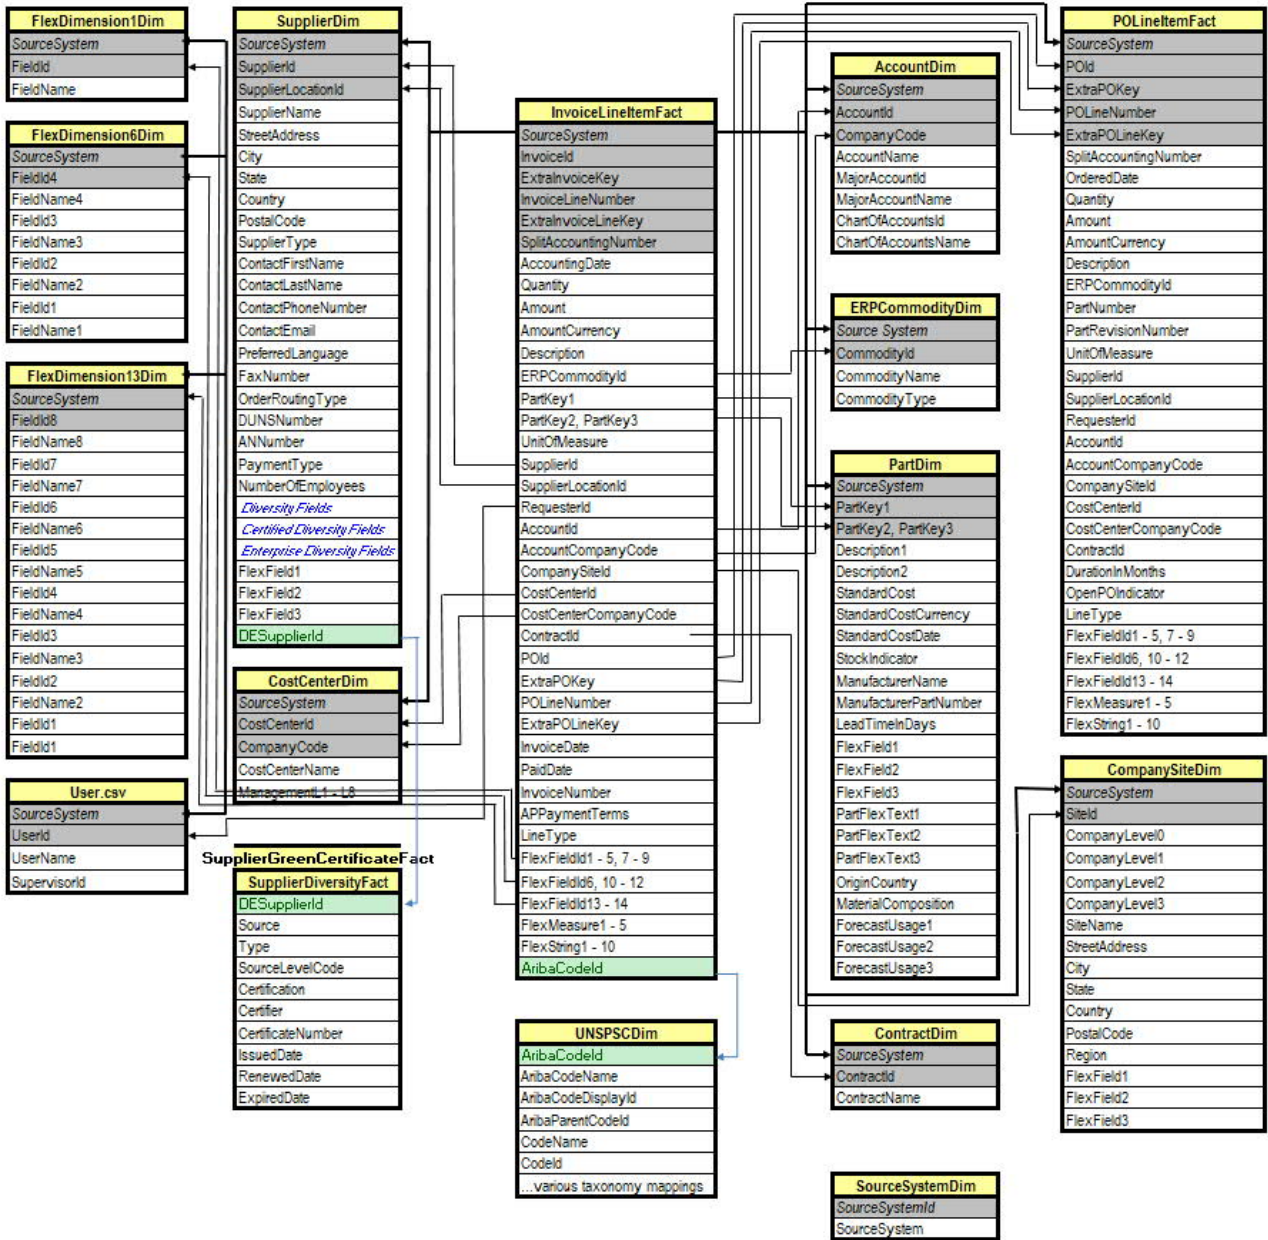 FlexDimension1Dim
SourceSystem
FieldId
FieldName
FlexDimension6Dim
SourceSystem
FieldId4
FieldName4
FieldId3
FieldName3
FieldId2
FieldName2
FieldId1
FieldName1
FlexDimension13Dim
SourceSystem
FieldId8
FieldName8
FieldId7
FieldName7
FieldId6
FieldName6
FieldId5
FieldName5
FieldId4
FieldName4
FieldId3
FieldName3
FieldId2
FieldName2
FieldId1
FieldId1
User.csv
SourceSystem
UserId
UserName
SupervisorId
SupplierDim
SourceSystem
SupplierId
SupplierLocationId
SupplierName
StreetAddress
City
State
Country
PostalCode
SupplierType
ContactFirstName
ContactLastName
ContactPhoneNumber
ContactEmail
PreferredLanguage
FaxNumber
OrderRoutingType
DUNSNumber
ANNumber
PaymentType
NumberOfEmployees
Diversity Fields
Certified Diversity Fields
Enterprise Diversity Fields
FlexField1
FlexField2
FlexField3
DESupplierId
CostCenterDim
SourceSystem
CostCenterId
CompanyCode
CostCenterName
ManagementL1 - L8
SupplierGreenCertificateFact
SupplierDiversityFact
DESupplierId
Source
Type
SourceLevelCode
Certification
Certifier
CertificateNumber
IssuedDate
RenewedDate
ExpiredDate
InvoiceLineItemFact
SourceSystem
InvoiceId
ExtraInvoiceKey
InvoiceLineNumber
ExtraInvoiceLineKey
SplitAccountingNumber
AccountingDate
Quantity
Amount
AmountCurrency
Description
ERPCommodityId
PartKey1
PartKey2, PartKey3
UnitOfMeasure
SupplierId
SupplierLocationId
RequesterId
AccountId
AccountCompanyCode
CompanySiteId
CostCenterId
CostCenterCompanyCode
ContractId
POId
ExtraPOKey
POLineNumber
ExtraPOLineKey
InvoiceDate
PaidDate
InvoiceNumber
APPaymentTerms
LineType
FlexFieldId1 - 5, 7 - 9
FlexFieldId6, 10 - 12
FlexFieldId13 - 14
FlexMeasure1 - 5
FlexString1 - 10
AribaCodeId
UNSPSCDim
AribaCodeId
AribaCodeName
AribaCodeDisplayId
AribaParentCodeId
CodeName
CodeId
...various taxonomy mappings
AccountDim
SourceSystem
AccountId
CompanyCode
AccountName
MajorAccountId
MajorAccountName
ChartOfAccountsId
ChartOfAccountsName
ERPCommodityDim
Source System
CommodityId
CommodityName
CommodityType
PartDim
SourceSystem
PartKey1
PartKey2, PartKey3
Description1
Description2
StandardCost
StandardCostCurrency
StandardCostDate
StockIndicator
ManufacturerName
ManufacturerPartNumber
LeadTimeInDays
FlexField1
FlexField2
FlexField3
PartFlexText1
PartFlexText2
PartFlexText3
OriginCountry
MaterialComposition
ForecastUsage1
ForecastUsage2
ForecastUsage3
ContractDim
SourceSystem
ContractId
ContractName
SourceSystemDim
SourceSystemId
SourceSystem
POLineItemFact
SourceSystem
POId
ExtraPOKey
POLineNumber
ExtraPOLineKey
SplitAccountingNumber
OrderedDate
Quantity
Amount
AmountCurrency
Description
ERPCommodityId
PartNumber
PartRevisionNumber
UnitOfMeasure
SupplierId
SupplierLocationId
RequesterId
AccountId
AccountCompanyCode
CompanySiteId
CostCenterId
CostCenterCompanyCode
ContractId
DurationInMonths
OpenPOIndicator
LineType
FlexFieldId1 - 5, 7 - 9
FlexFieldId6, 10 - 12
FlexFieldId13 - 14
FlexMeasure1 - 5
FlexString1 - 10
CompanySiteDim
SourceSystem
SiteId
CompanyLevel0
CompanyLevel1
CompanyLevel2
CompanyLevel3
SiteName
StreetAddress
City
State
Country
PostalCode
Region
FlexField1
FlexField2
FlexField3